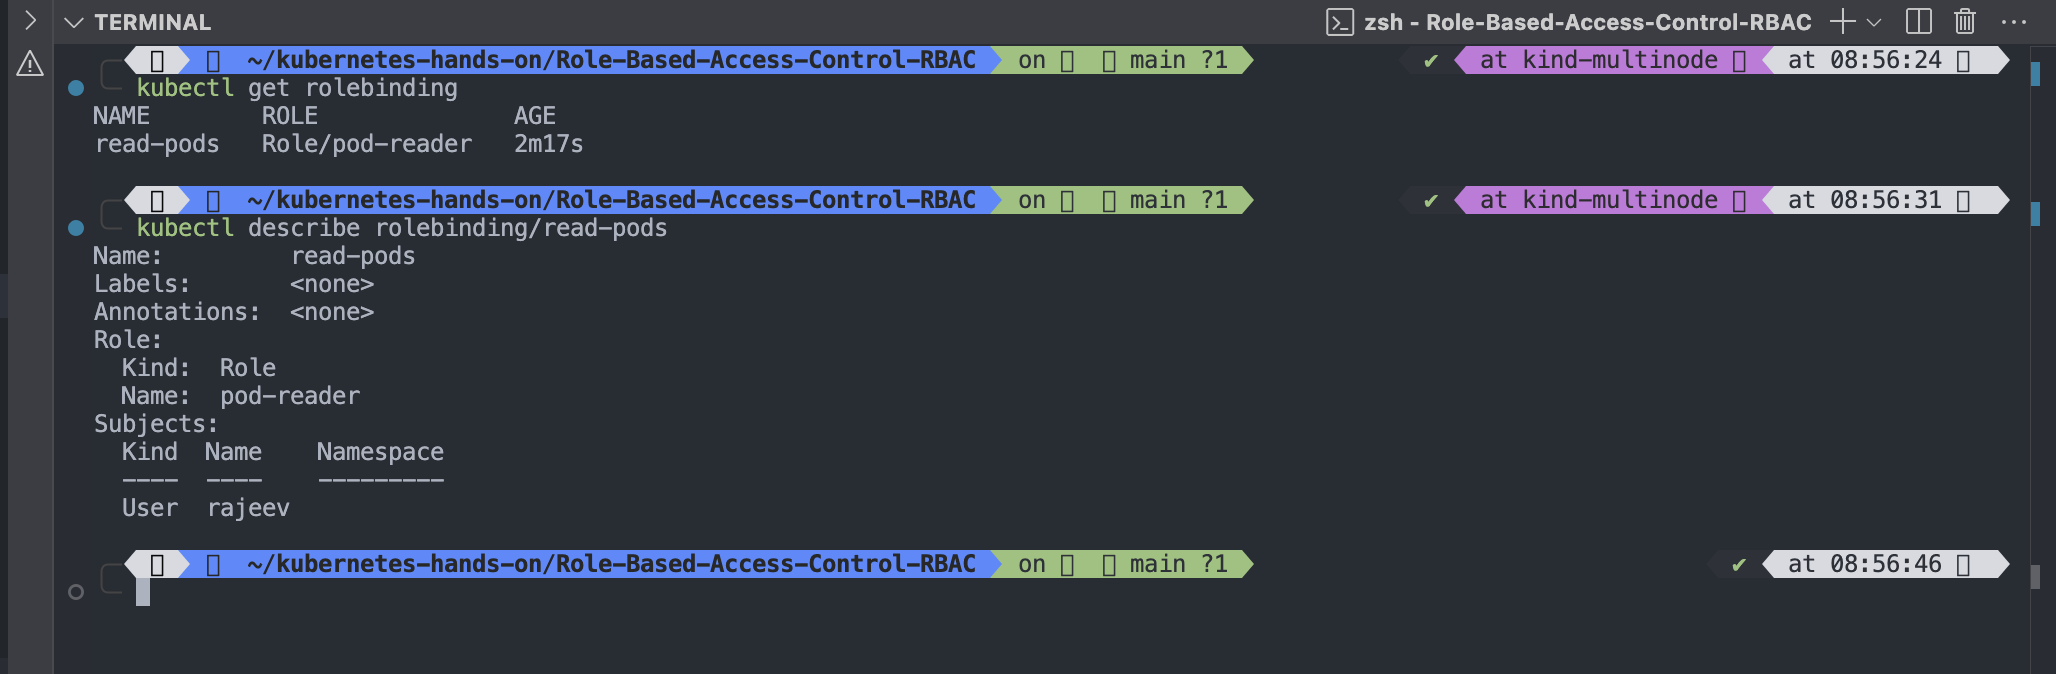 TERMINAL zsh - Role-Based-Access-Control-RBAC
~/kubernetes-hands-on/Role-Based-Access-Control-RBAC on main ?1 ✔ at kind-multinode at 08:56:24
kubectl get rolebinding
NAME ROLE AGE
read-pods Role/pod-reader 2m17s
~/kubernetes-hands-on/Role-Based-Access-Control-RBAC on main ?1 ✔ at kind-multinode at 08:56:31
kubectl describe rolebinding/read-pods
Name: read-pods
Labels: <none>
Annotations: <none>
Role:
Kind: Role
Name: pod-reader
Subjects:
Kind Name Namespace
---- ---- ---------
User rajeev
~/kubernetes-hands-on/Role-Based-Access-Control-RBAC on main ?1 ✔ at 08:56:46